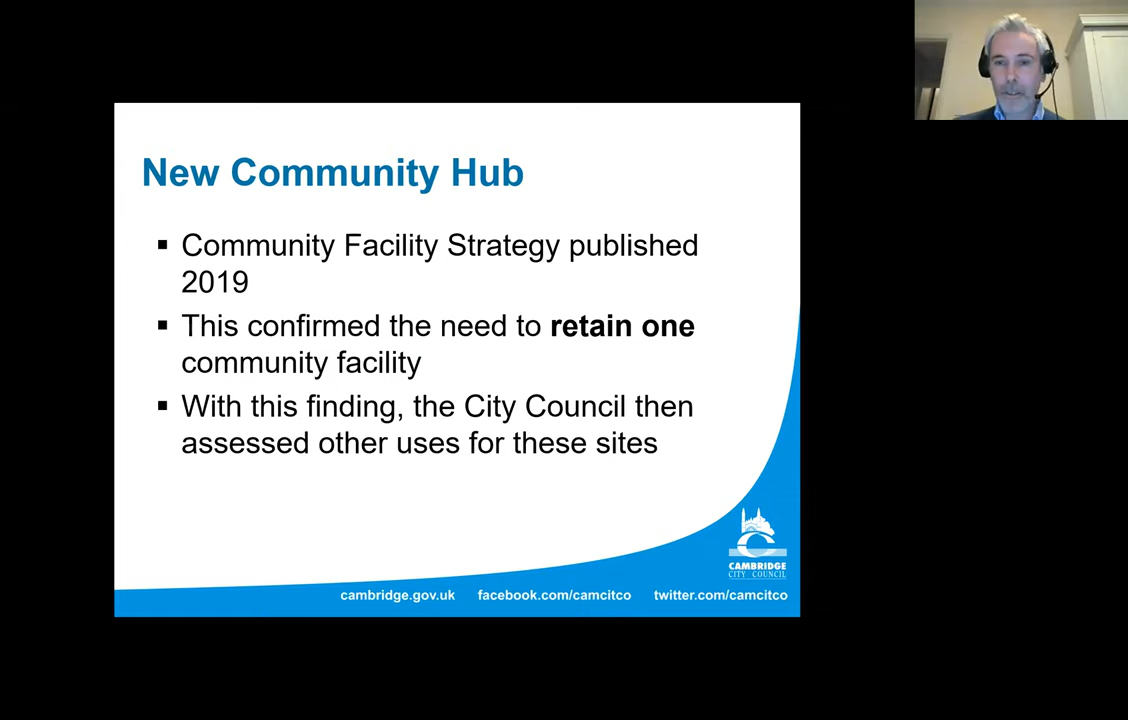 New Community Hub
▪ Community Facility Strategy published
2019
▪ This confirmed the need to retain one
community facility
▪ With this finding, the City Council then
assessed other uses for these sites
CAMBRIDGE
CITY COUNCIL
cambridge.gov.uk facebook.com/camcitco twitter.com/camcitco